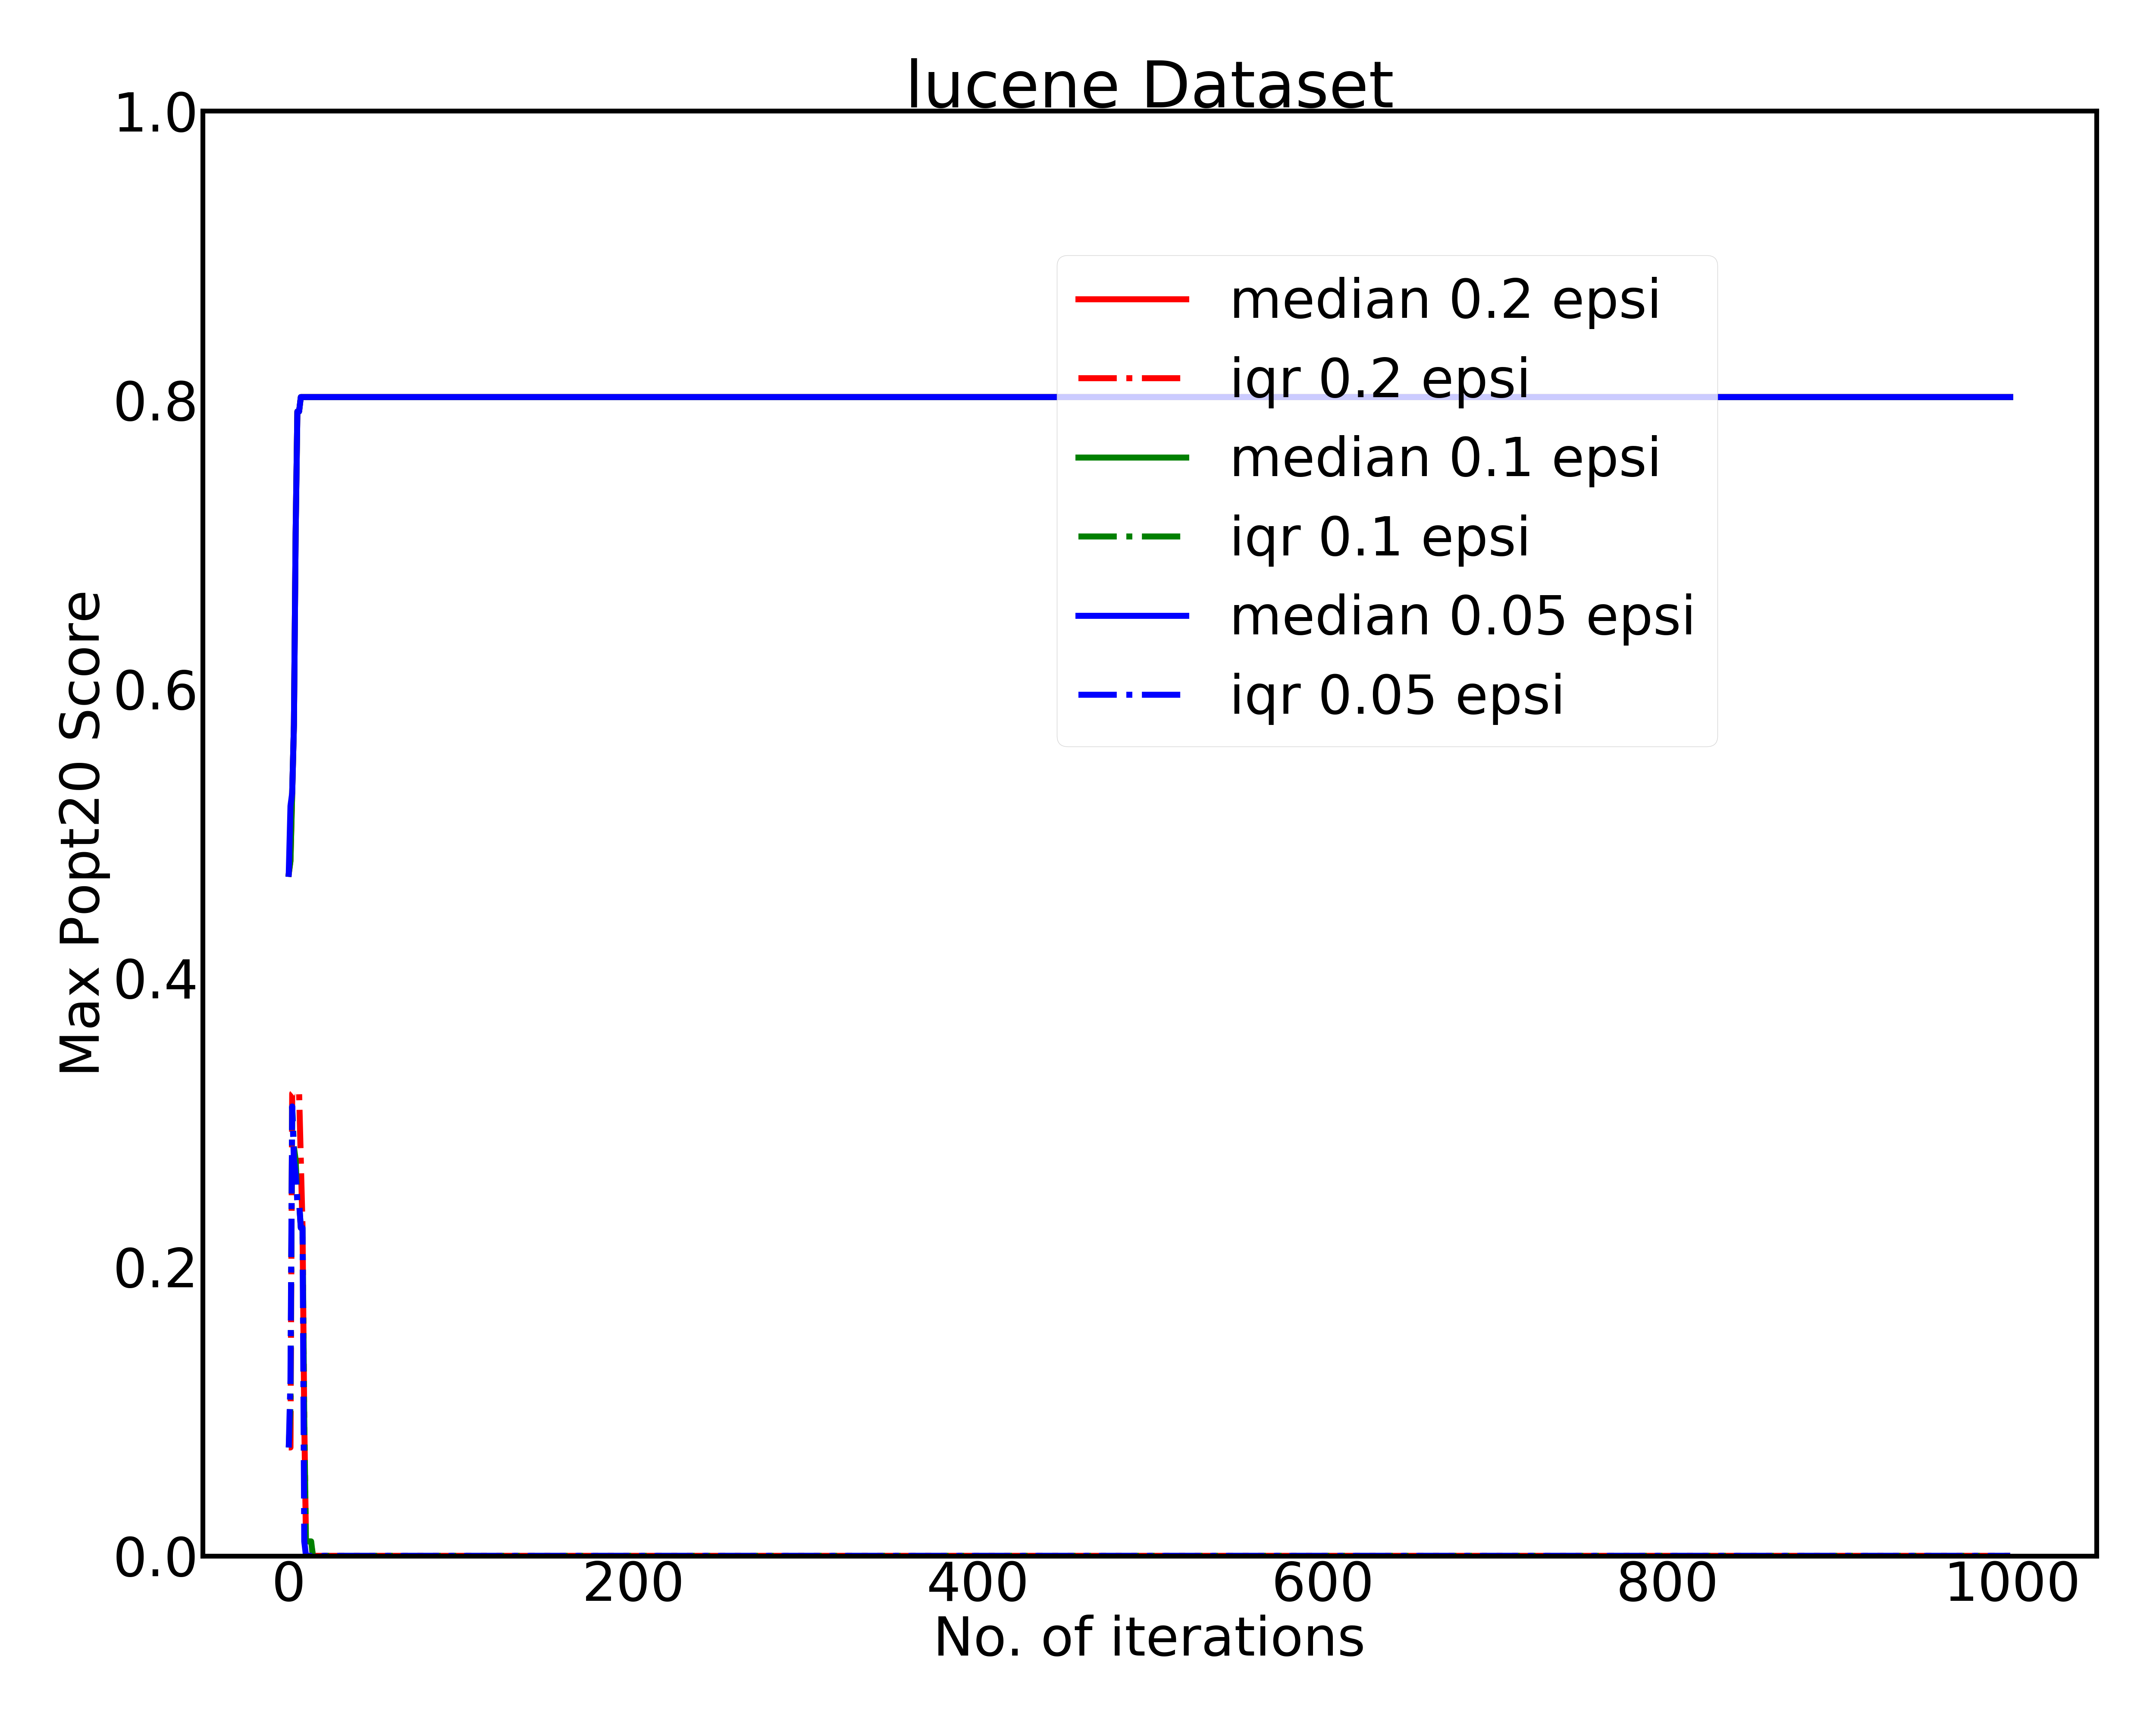 lucene Dataset
1.0
0.8
0.6
0.4
0.2
0.0
Max Popt20 Score
median 0.2 epsi
iqr 0.2 epsi
median 0.1 epsi
iqr 0.1 epsi
median 0.05 epsi
iqr 0.05 epsi
0 200 400 600 800 1000
No. of iterations